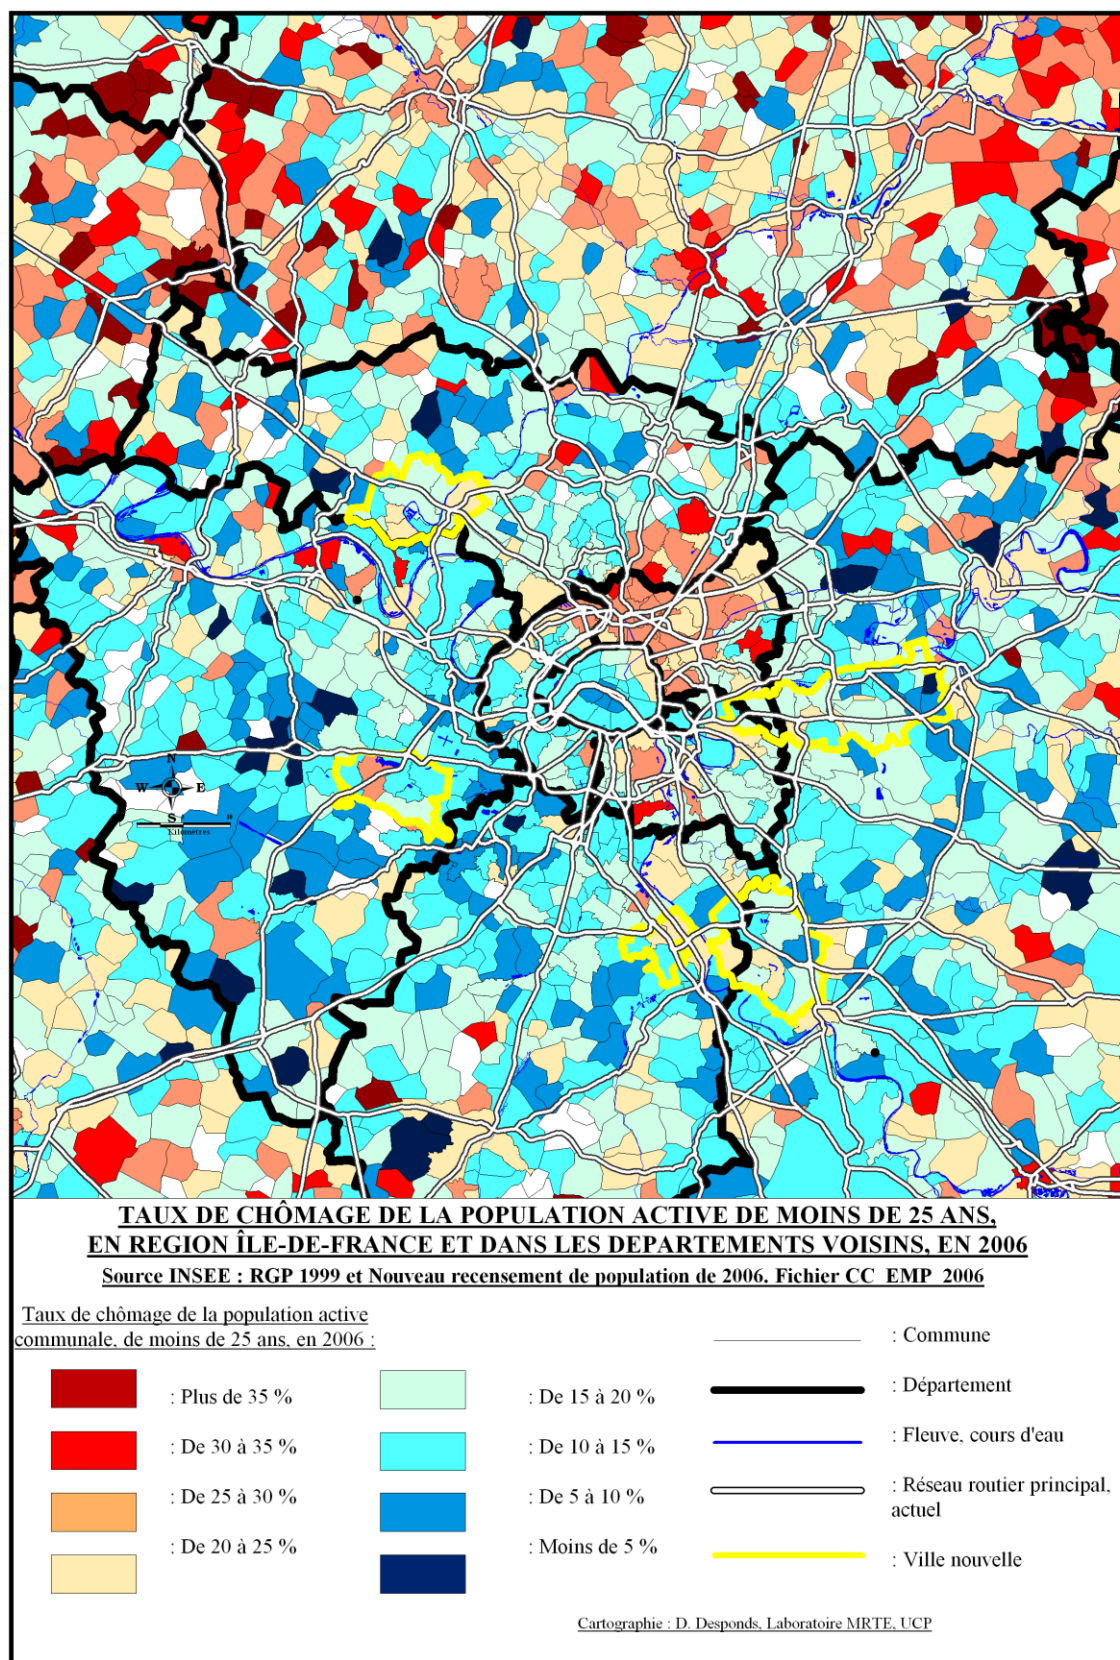 N
W E
S
Kilomètres
TAUX DE CHÔMAGE DE LA POPULATION ACTIVE DE MOINS DE 25 ANS,
EN REGION ÎLE-DE-FRANCE ET DANS LES DEPARTEMENTS VOISINS, EN 2006
Source INSEE : RGP 1999 et Nouveau recensement de population de 2006. Fichier CC_EMP_2006
Taux de chômage de la population active
communale, de moins de 25 ans, en 2006 :
: Plus de 35 %
: De 30 à 35 %
: De 25 à 30 %
: De 20 à 25 %
: De 15 à 20 %
: De 10 à 15 %
: De 5 à 10 %
: Moins de 5 %
: Commune
: Département
: Fleuve, cours d'eau
: Réseau routier principal,
actuel
: Ville nouvelle
Cartographie : D. Desponds, Laboratoire MRTE, UCP